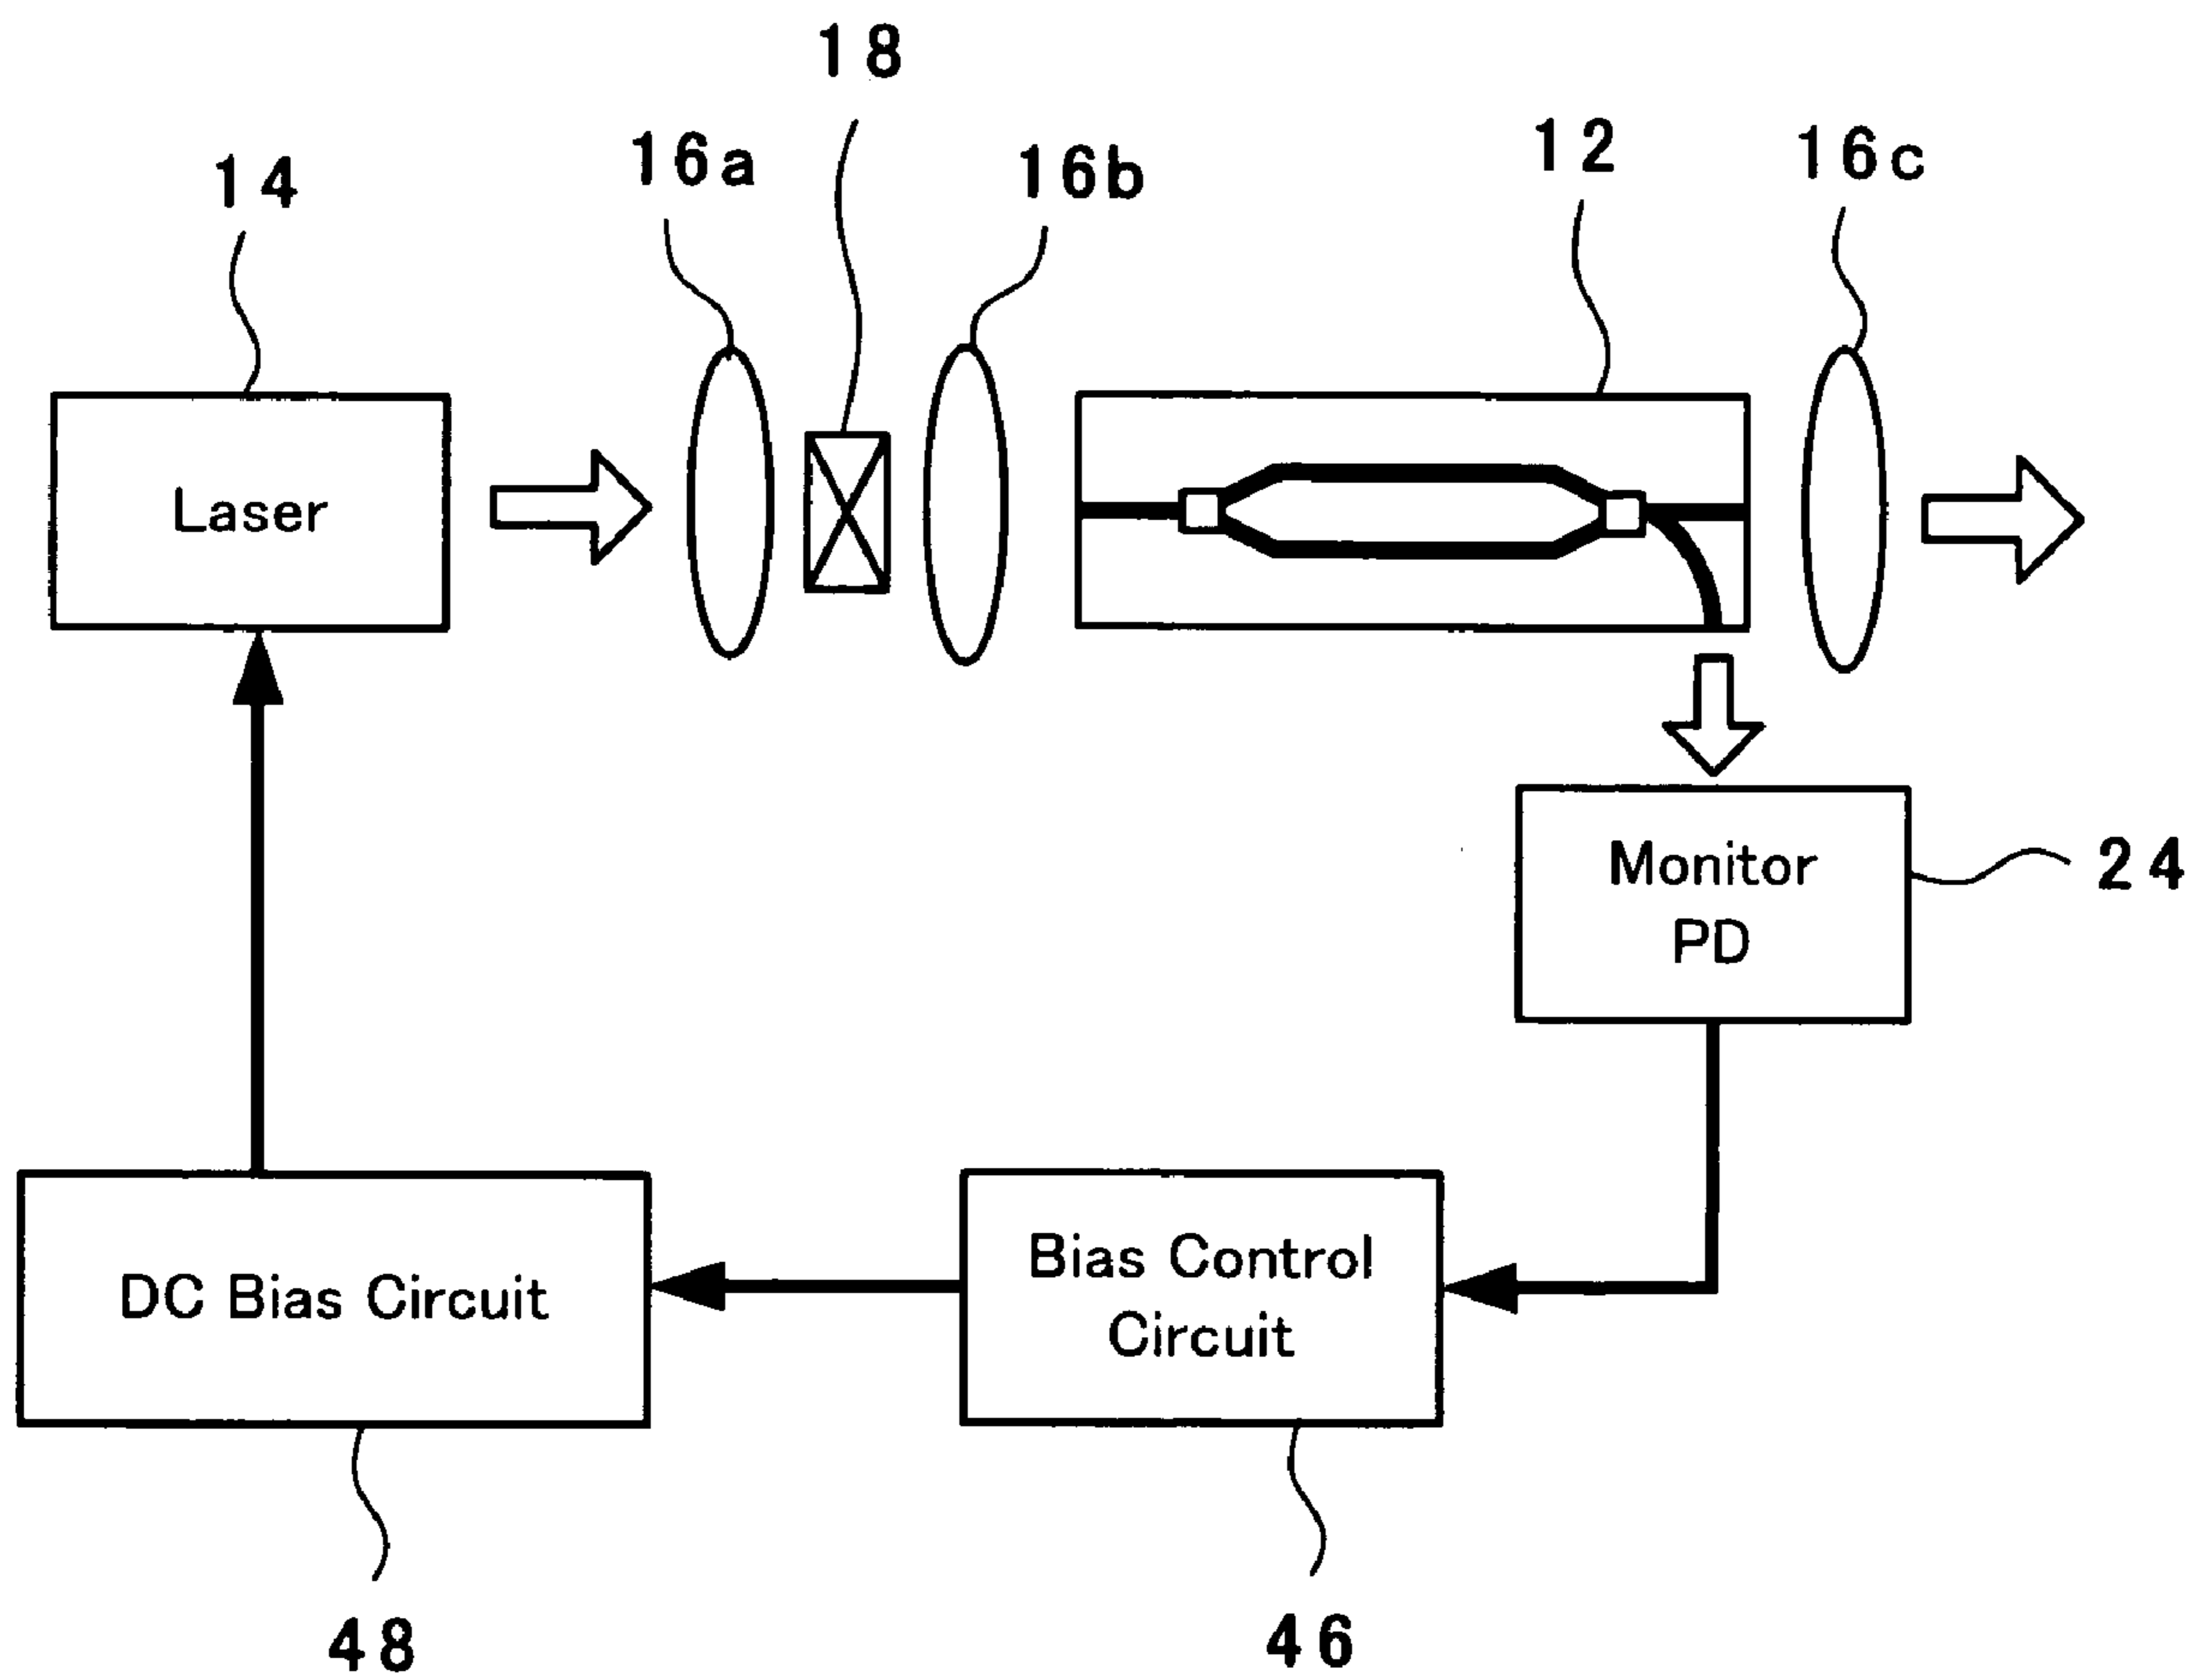 18
14
16a
16b
12
16c
Laser
Monitor
PD
24
DC Bias Circuit
Bias Control
Circuit
48
46